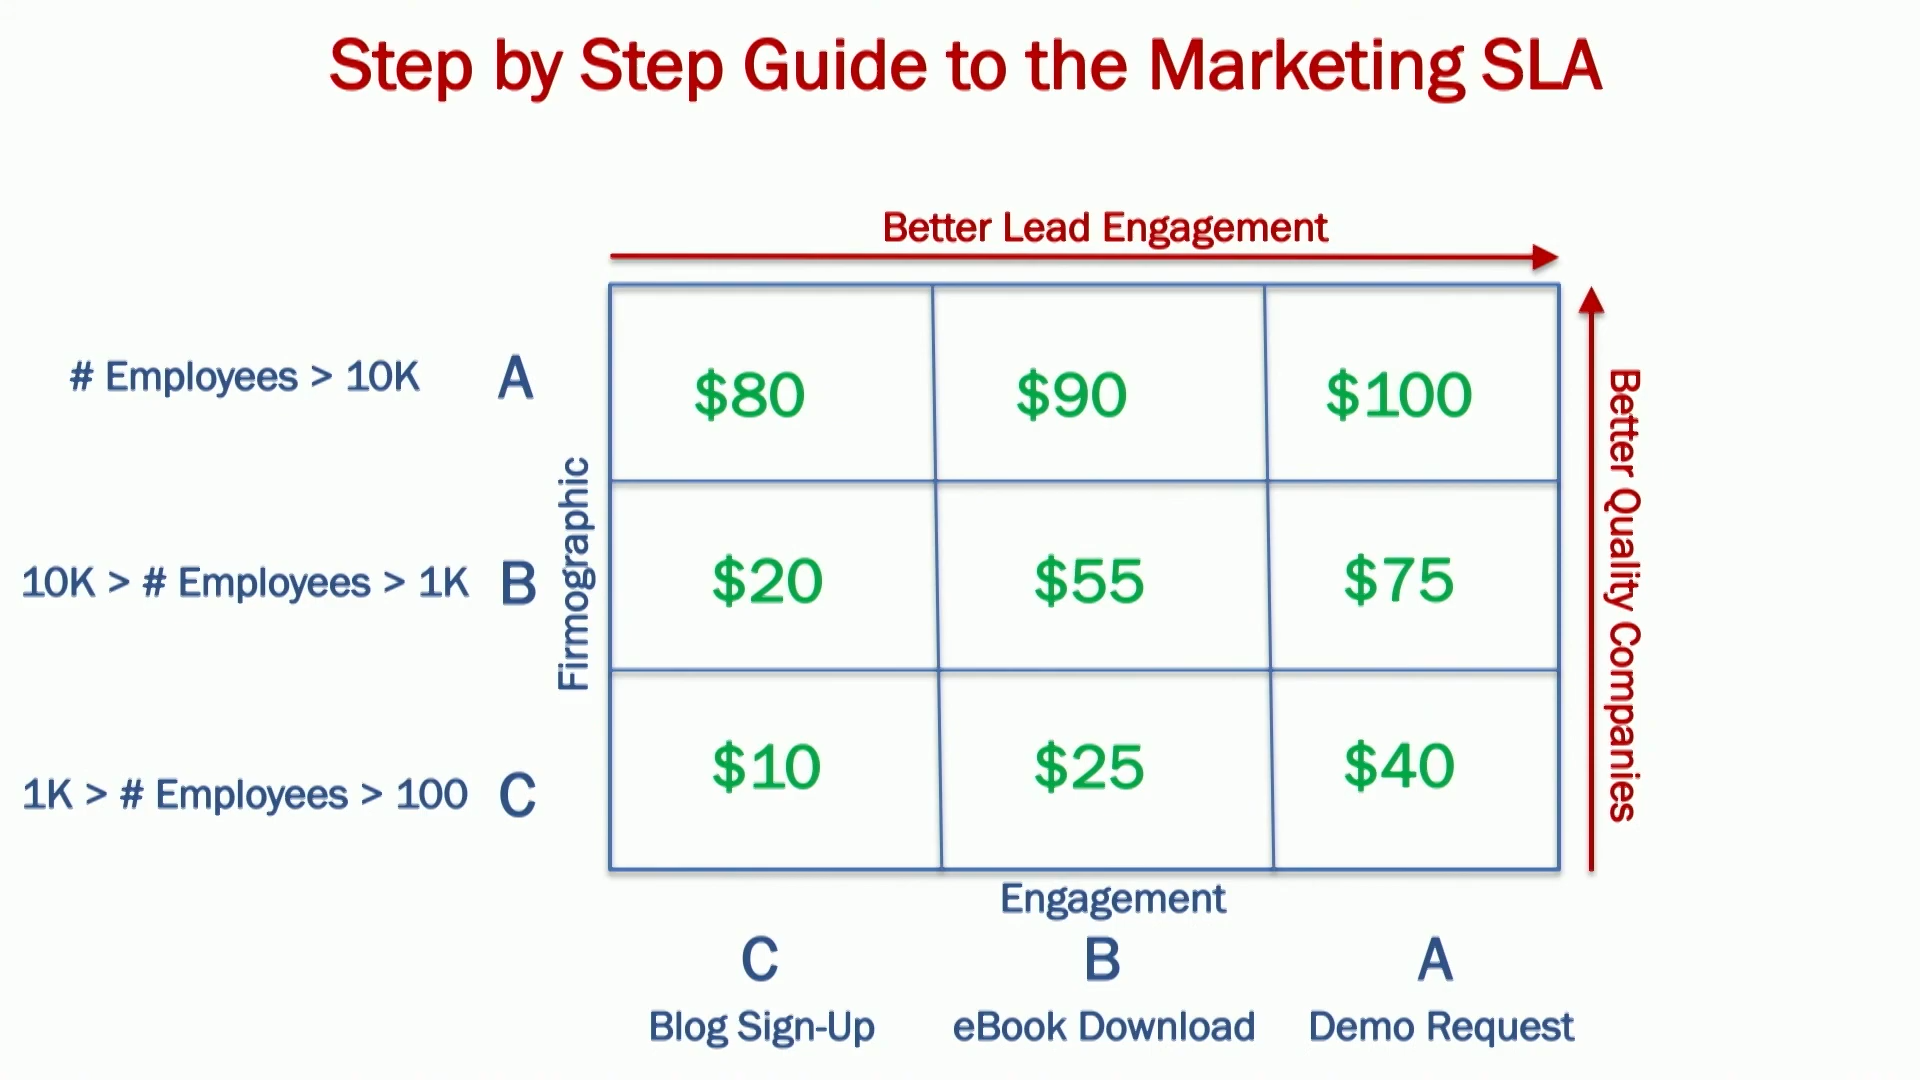 Step by Step Guide to the Marketing SLA
Better Lead Engagement
# Employees > 10K A $80 $90 $100
10K > # Employees > 1K B $20 $55 $75
1K > # Employees > 100 C $10 $25 $40
Firmographic
Better Quality Companies
Engagement
C B A
Blog Sign-Up eBook Download Demo Request